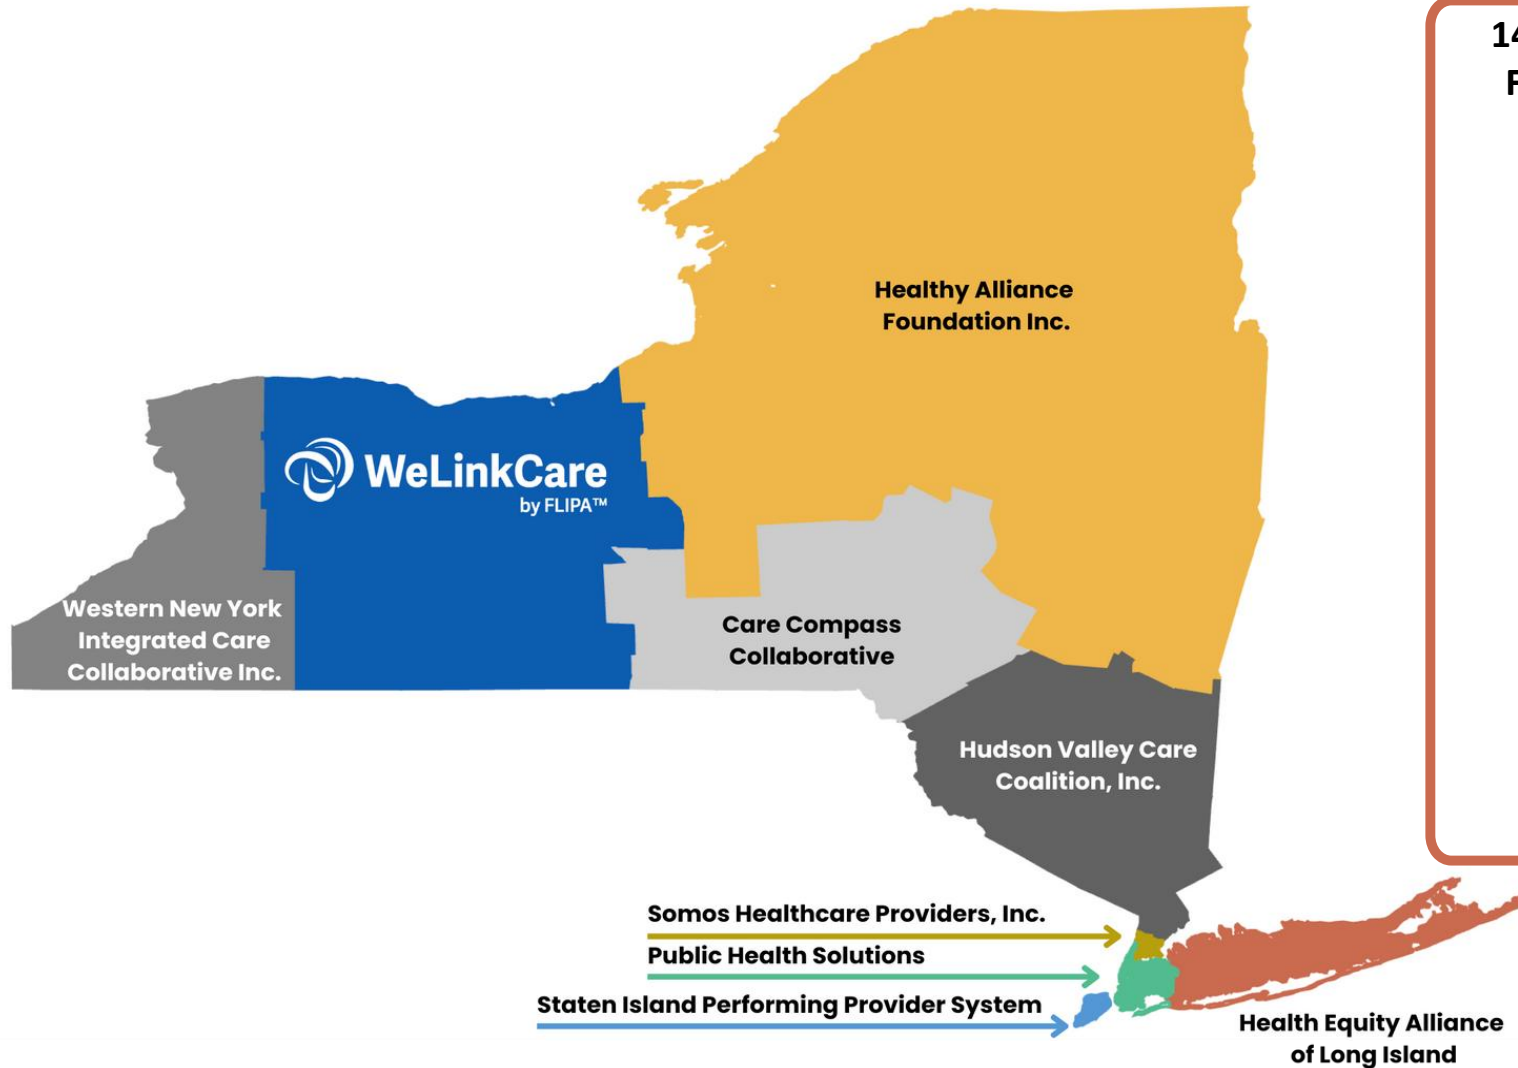 14
Healthy Alliance
Foundation Inc.
WeLinkCare
by FLIPA™
Western New York
Integrated Care
Collaborative Inc.
Care Compass
Collaborative
Hudson Valley Care
Coalition, Inc.
Somos Healthcare Providers, Inc.
Public Health Solutions
Staten Island Performing Provider System
Health Equity Alliance
of Long Island